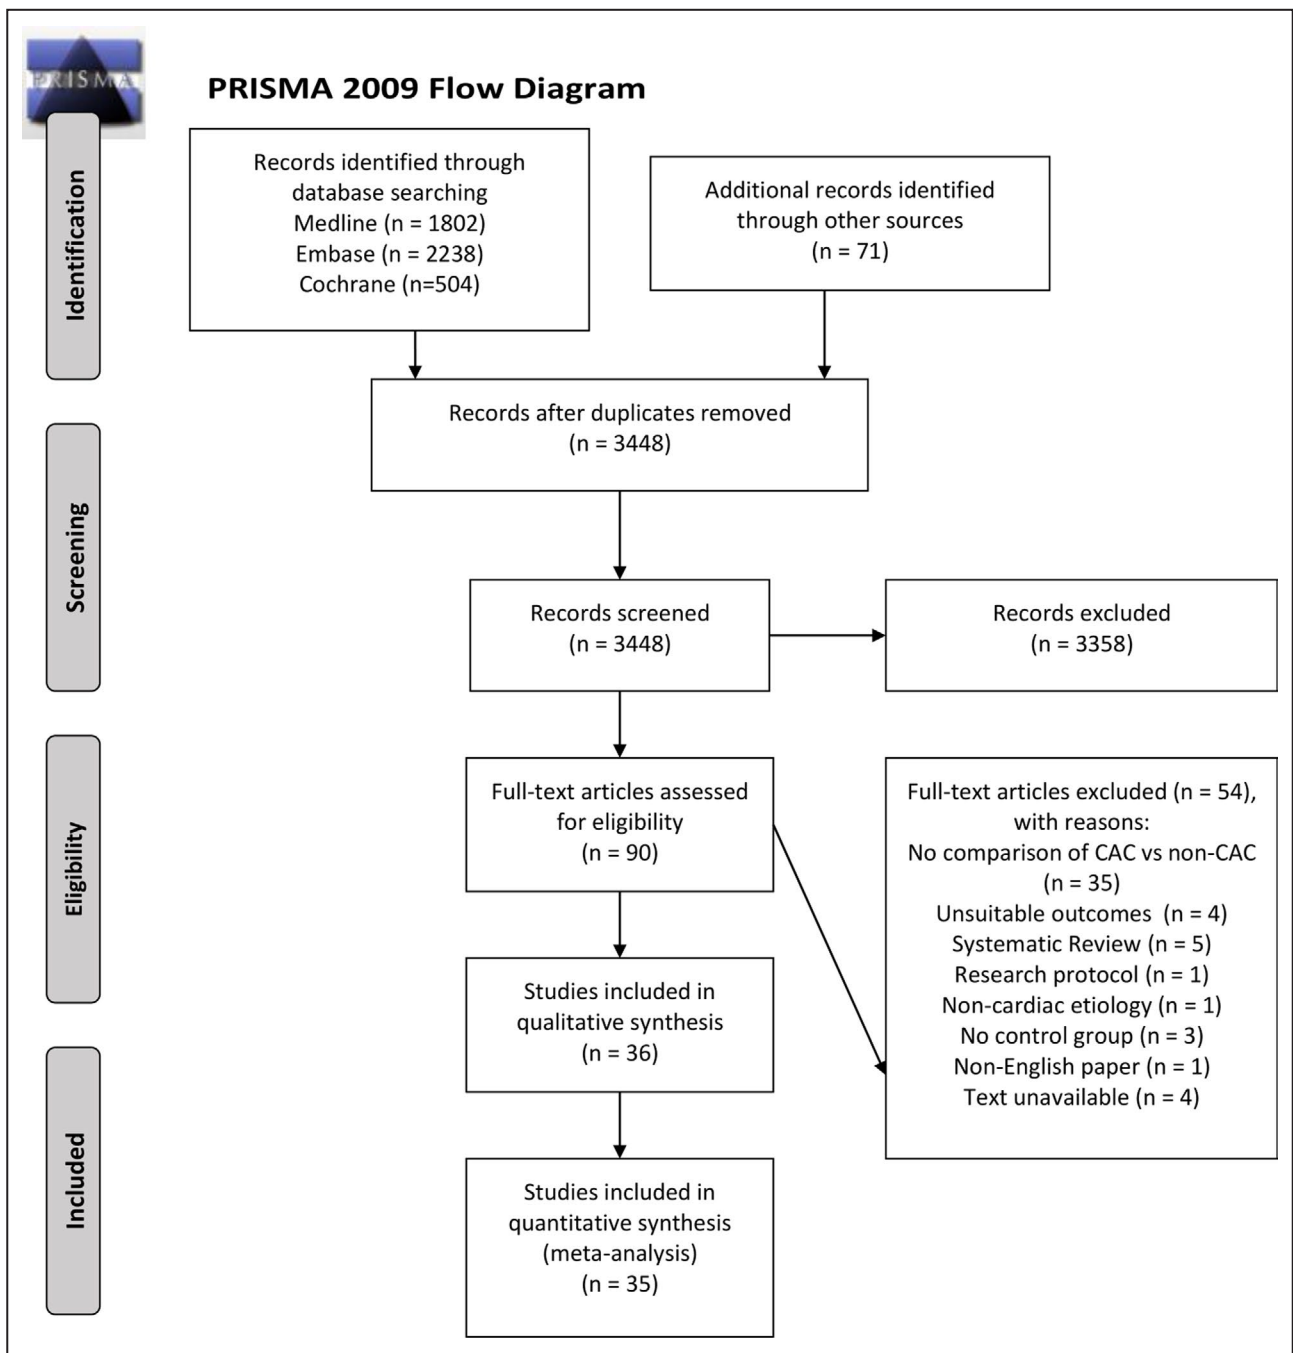 PRISMA
PRISMA 2009 Flow Diagram
Identification
Records identified through
database searching
Medline (n = 1802)
Embase (n = 2238)
Cochrane (n=504)
Additional records identified
through other sources
(n = 71)
Records after duplicates removed
(n = 3448)
Screening
Records screened
(n = 3448)
Records excluded
(n = 3358)
Eligibility
Full-text articles assessed
for eligibility
(n = 90)
Full-text articles excluded (n = 54),
with reasons:
No comparison of CAC vs non-CAC
(n = 35)
Unsuitable outcomes (n = 4)
Systematic Review (n = 5)
Research protocol (n = 1)
Non-cardiac etiology (n = 1)
No control group (n = 3)
Non-English paper (n = 1)
Text unavailable (n = 4)
Studies included in
qualitative synthesis
(n = 36)
Included
Studies included in
quantitative synthesis
(meta-analysis)
(n = 35)